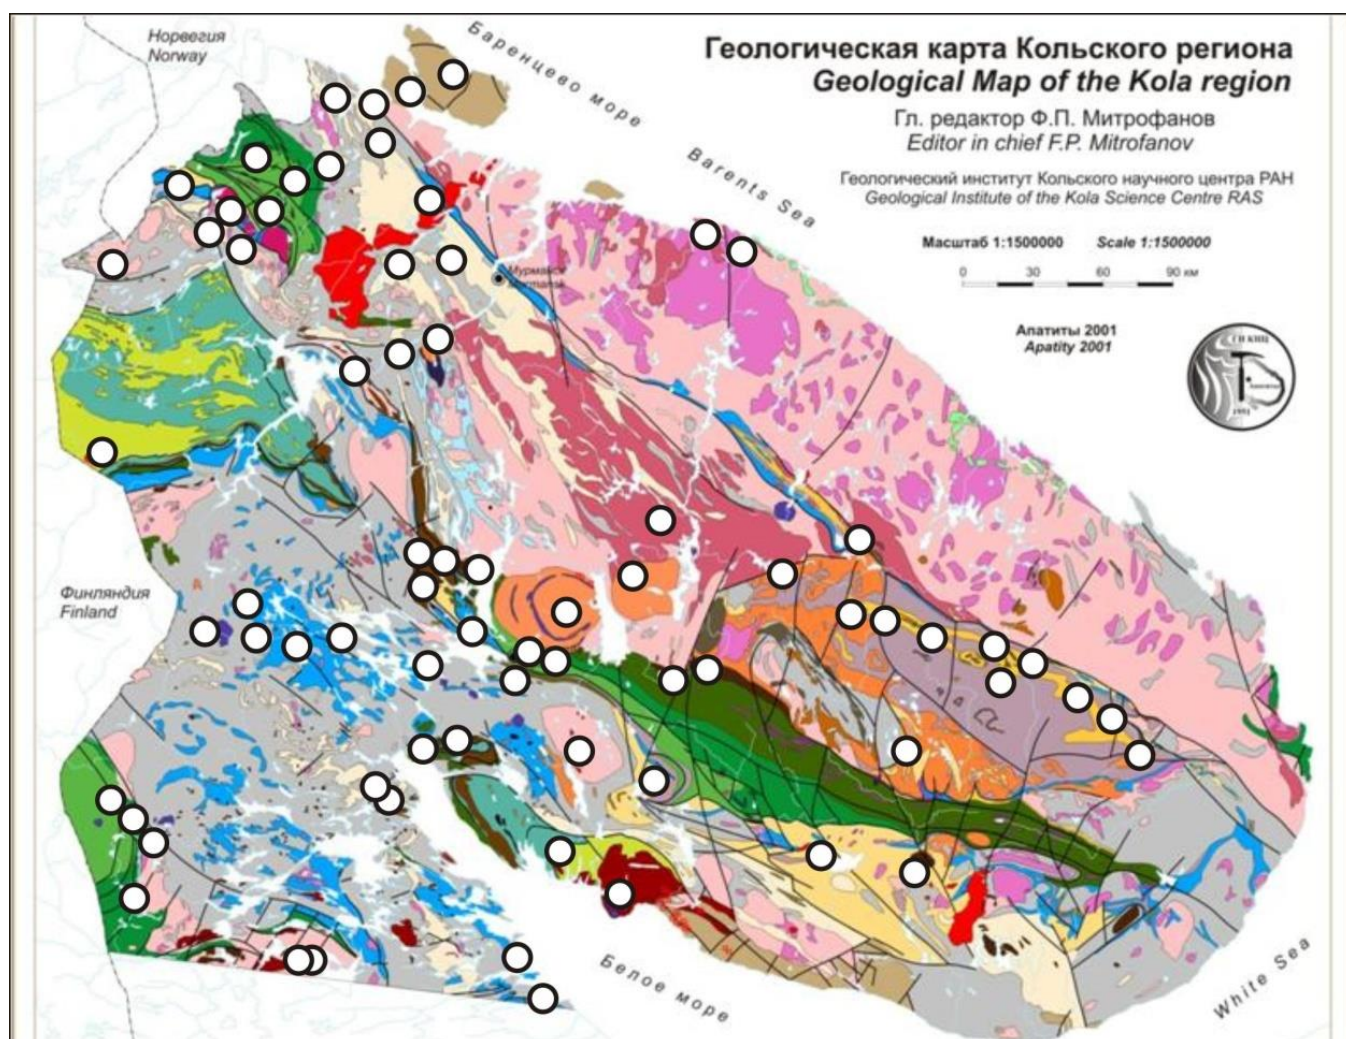 Норвегия
Norway
Баренцево море
Геологическая карта Кольского региона
Geological Map of the Kola region
Гл. редактор Ф.П. Митрофанов
Editor in chief F.P. Mitrofanov
Barents Sea
Геологический институт Кольского научного центра РАН
Geological Institute of the Kola Science Centre RAS
Масштаб 1:1500000 Scale 1:1500000
0 30 60 90 км
Апатиты 2001
Apatity 2001
ГИ КНЦ
Финляндия
Finland
Белое море
White Sea